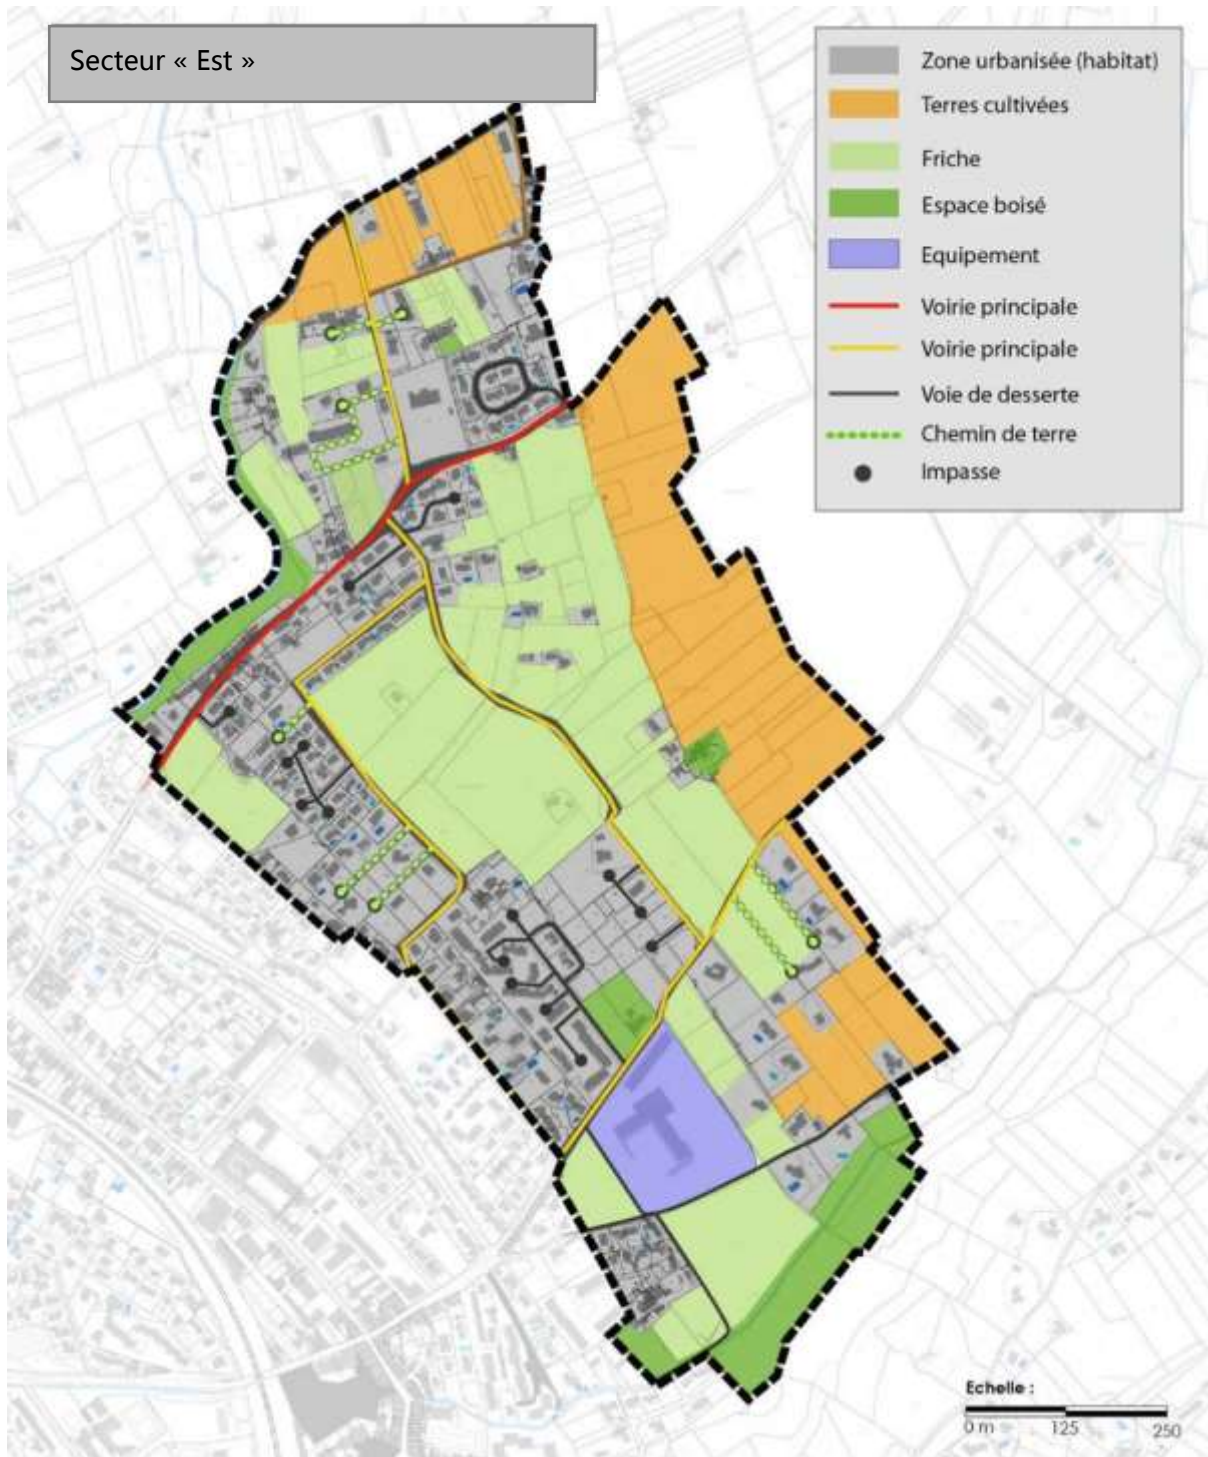 Secteur « Est »
Zone urbanisée (habitat)
Terres cultivées
Friche
Espace boisé
Equipement
Voirie principale
Voirie principale
Voie de desserte
Chemin de terre
Impasse
Echelle :
0 m 125 250